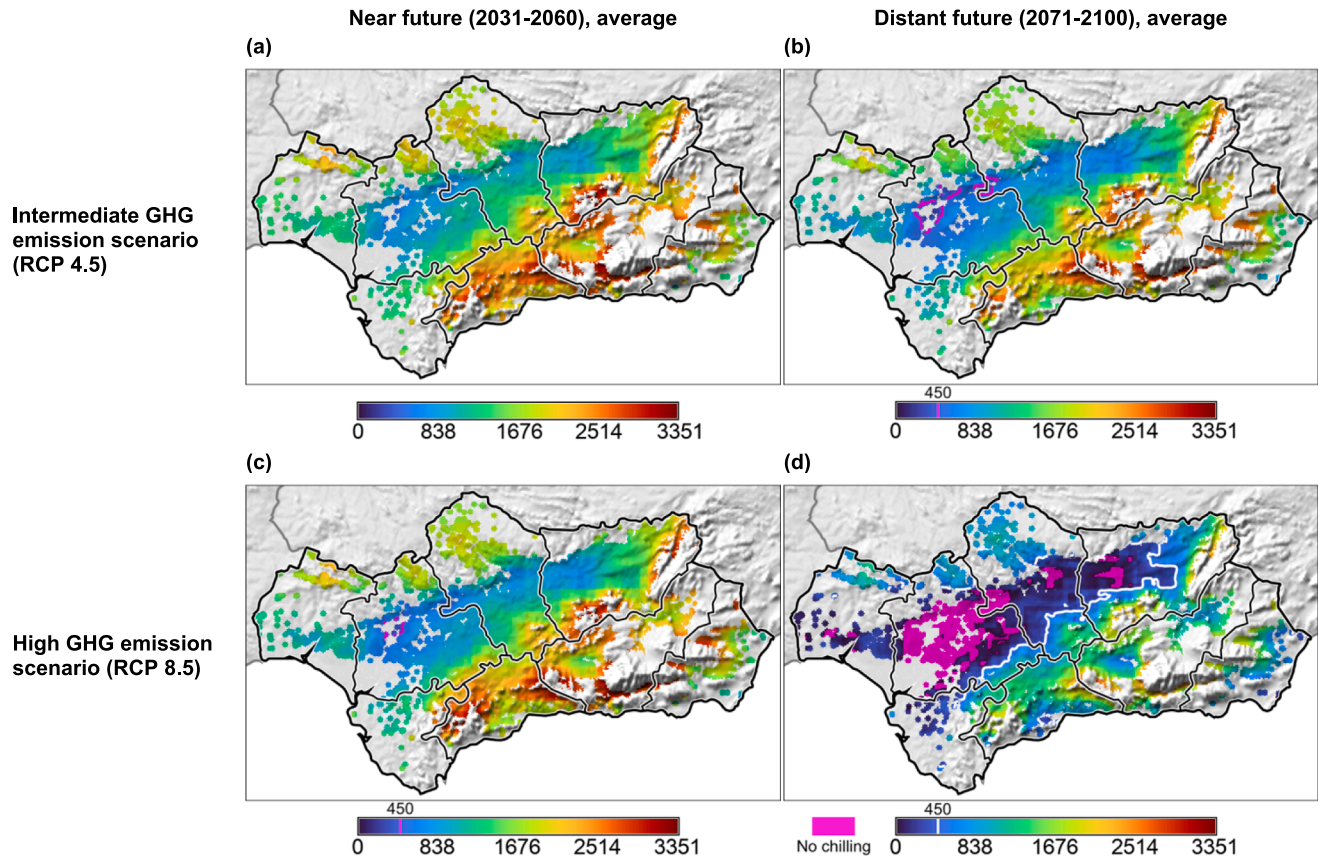 Near future (2031-2060), average
Distant future (2071-2100), average
(a)
(b)
Intermediate GHG
emission scenario
(RCP 4.5)
450
0 838 1676 2514 3351
0 838 1676 2514 3351
(c)
(d)
High GHG emission
scenario (RCP 8.5)
450
450
0 838 1676 2514 3351
No chilling
0 838 1676 2514 3351